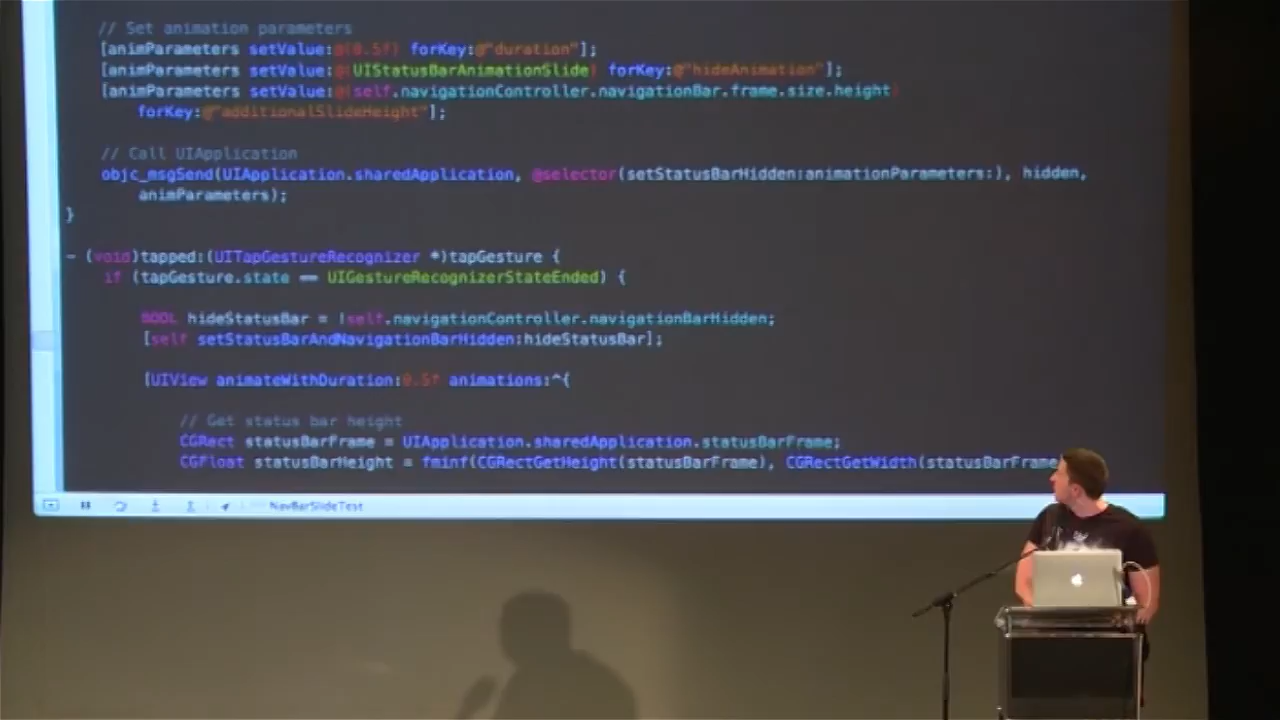 // Set animation parameters
[animParameters setValue:@(0.5f) forKey:@"duration"];
[animParameters setValue:@(UIStatusBarAnimationSlide) forKey:@"hideAnimation"];
[animParameters setValue:@(self.navigationController.navigationBar.frame.size.height)
forKey:@"additionalSlideHeight"];
// Call UIApplication
objc_msgSend(UIApplication.sharedApplication, @selector(setStatusBarHidden:animationParameters:), hidden,
animParameters);
}
- (void)tapped:(UITapGestureRecognizer *)tapGesture {
if (tapGesture.state == UIGestureRecognizerStateEnded) {
BOOL hideStatusBar = !self.navigationController.navigationBarHidden;
[self setStatusBarAndNavigationBarHidden:hideStatusBar];
[UIView animateWithDuration:0.5f animations:^{
// Get status bar height
CGRect statusBarFrame = UIApplication.sharedApplication.statusBarFrame;
CGFloat statusBarHeight = fminf(CGRectGetHeight(statusBarFrame), CGRectGetWidth(statusBarFrame
NavBarSlideTest